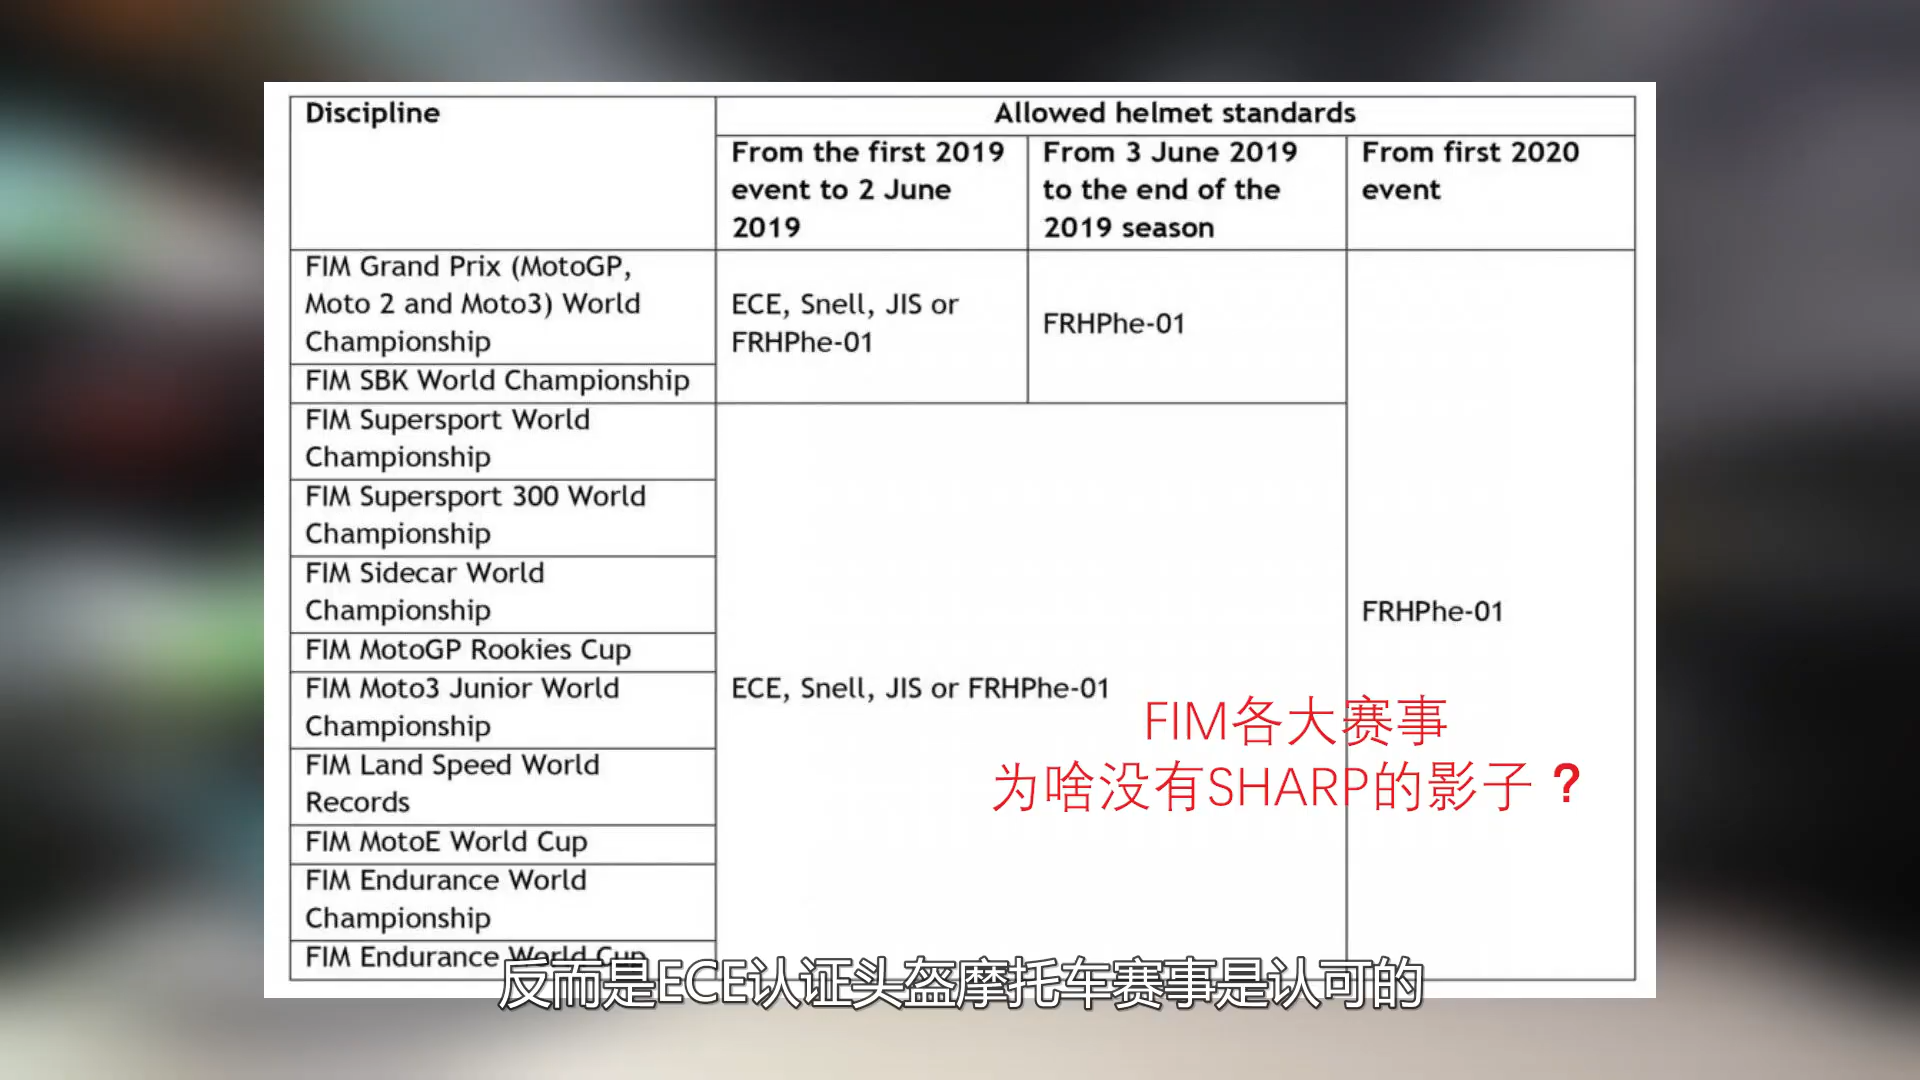 Discipline
Allowed helmet standards
From the first 2019
event to 2 June
2019
From 3 June 2019
to the end of the
2019 season
From first 2020
event
FIM Grand Prix (MotoGP,
Moto 2 and Moto3) World
Championship
ECE, Snell, JIS or
FRHPhe-01
FRHPhe-01
FIM SBK World Championship
FIM Supersport World
Championship
FIM Supersport 300 World
Championship
FIM Sidecar World
Championship
FRHPhe-01
FIM MotoGP Rookies Cup
FIM Moto3 Junior World
Championship
ECE, Snell, JIS or FRHPhe-01
FIM各大赛事
为啥没有SHARP的影子？
FIM Land Speed World
Records
FIM MotoE World Cup
FIM Endurance World
Championship
FIM Endurance World Cup
反而是ECE认证头盔摩托车赛事是认可的